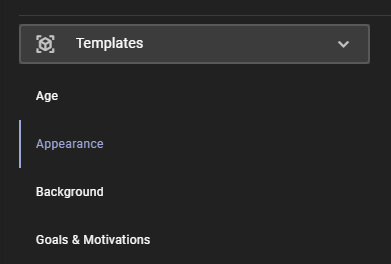 Templates
Age
Appearance
Background
Goals & Motivations